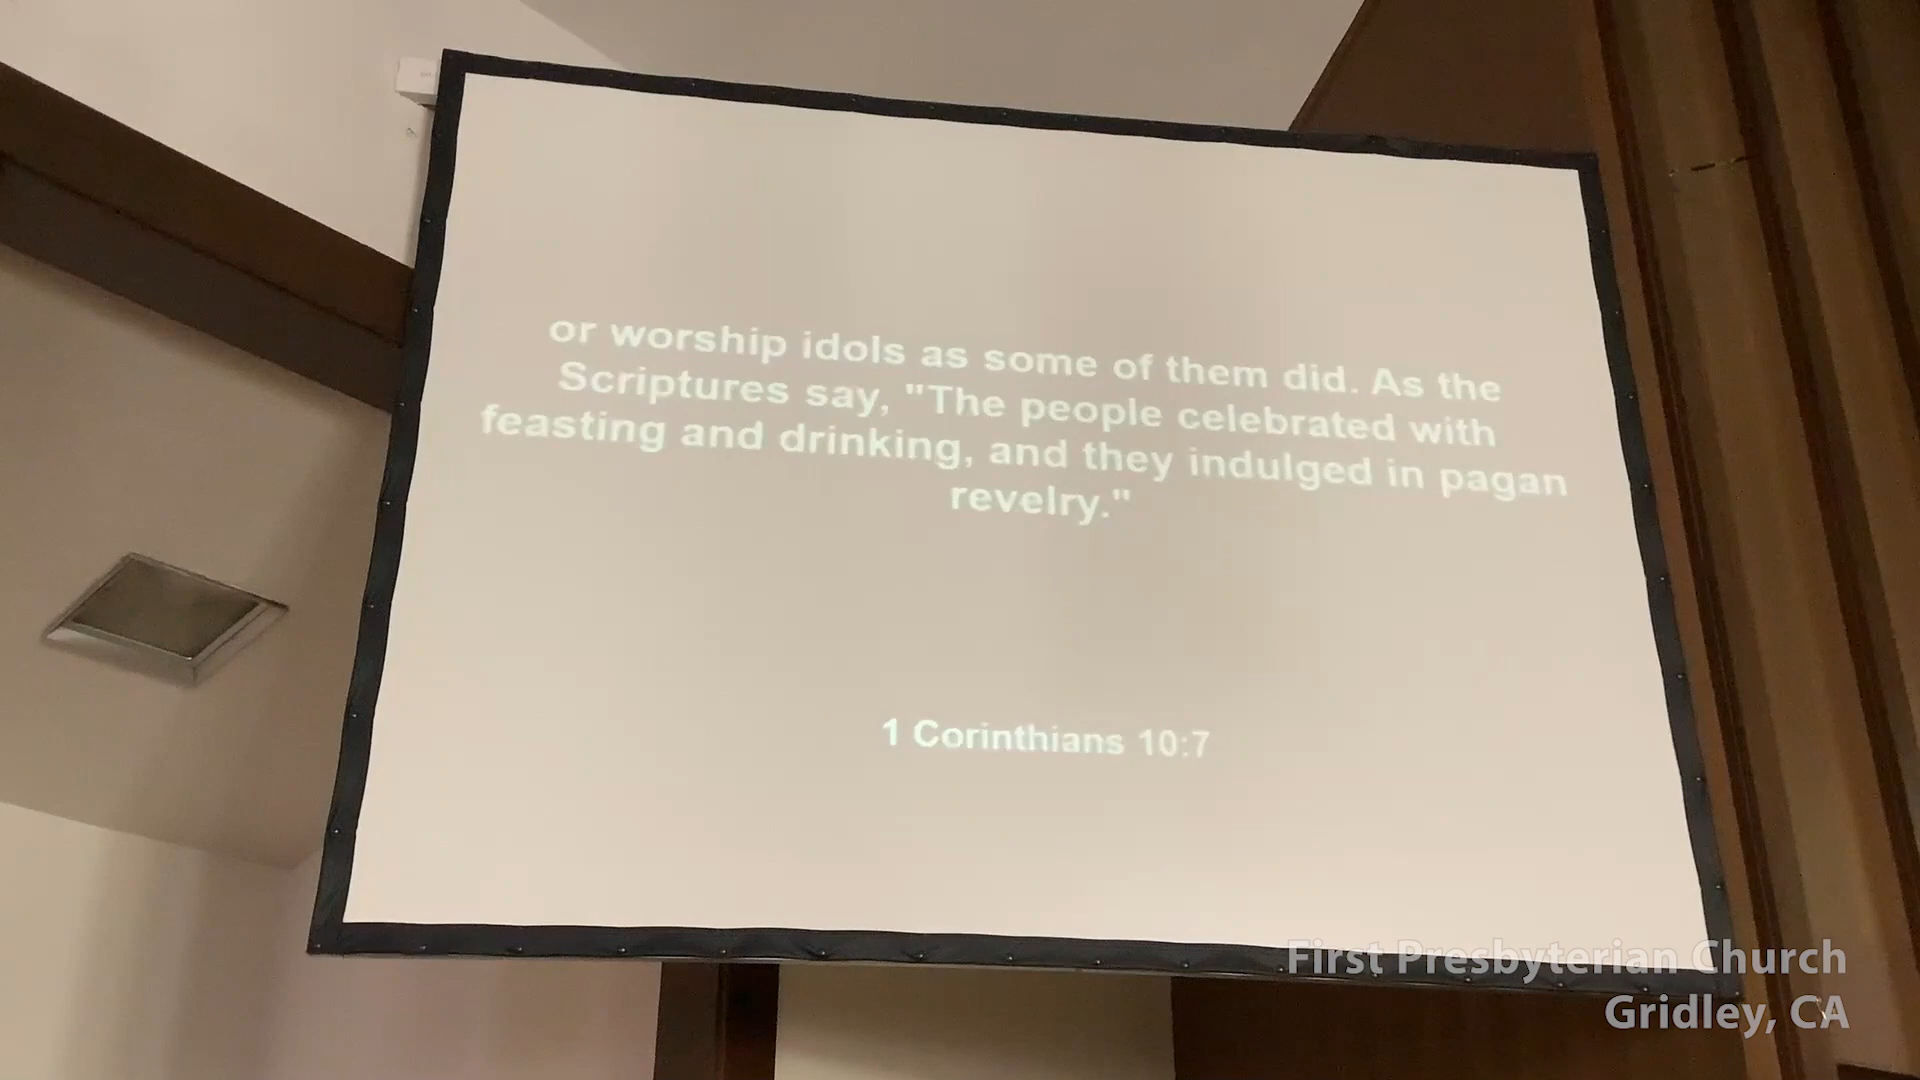 or worship idols as some of them did. As the
Scriptures say, "The people celebrated with
feasting and drinking, and they indulged in pagan
revelry."
1 Corinthians 10:7
First Presbyterian Church
Gridley, CA